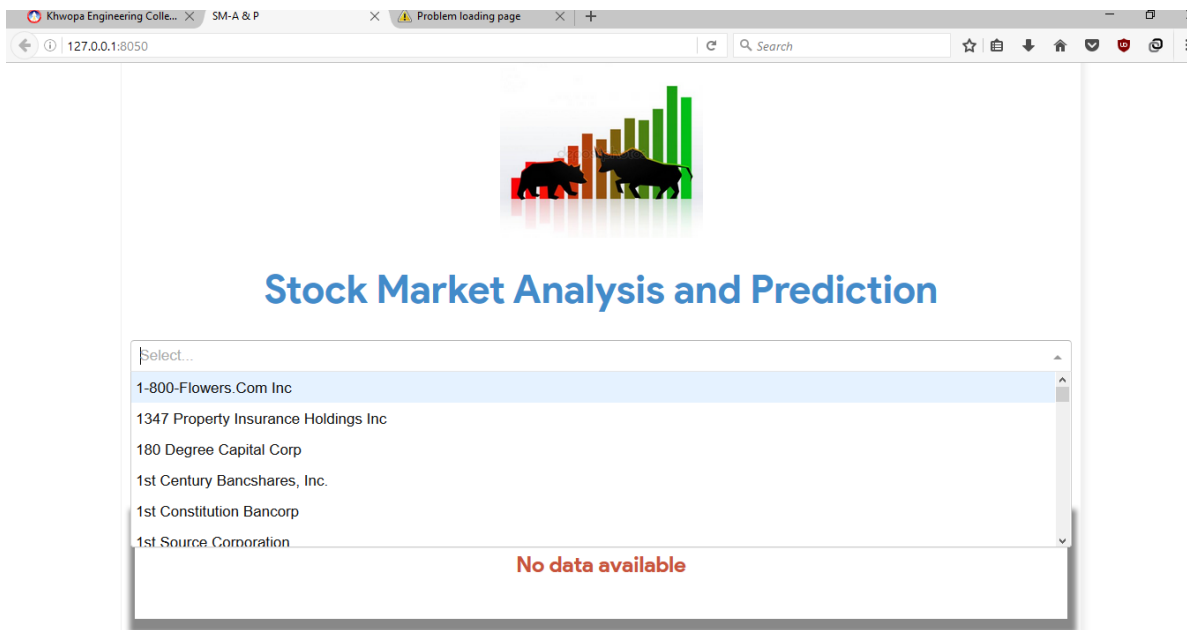 Khwopa Engineering Colle...
SM-A & P
Problem loading page
127.0.0.1:8050
Search
Stock Market Analysis and Prediction
Select...
1-800-Flowers.Com Inc
1347 Property Insurance Holdings Inc
180 Degree Capital Corp
1st Century Bancshares, Inc.
1st Constitution Bancorp
1st Source Corporation
No data available